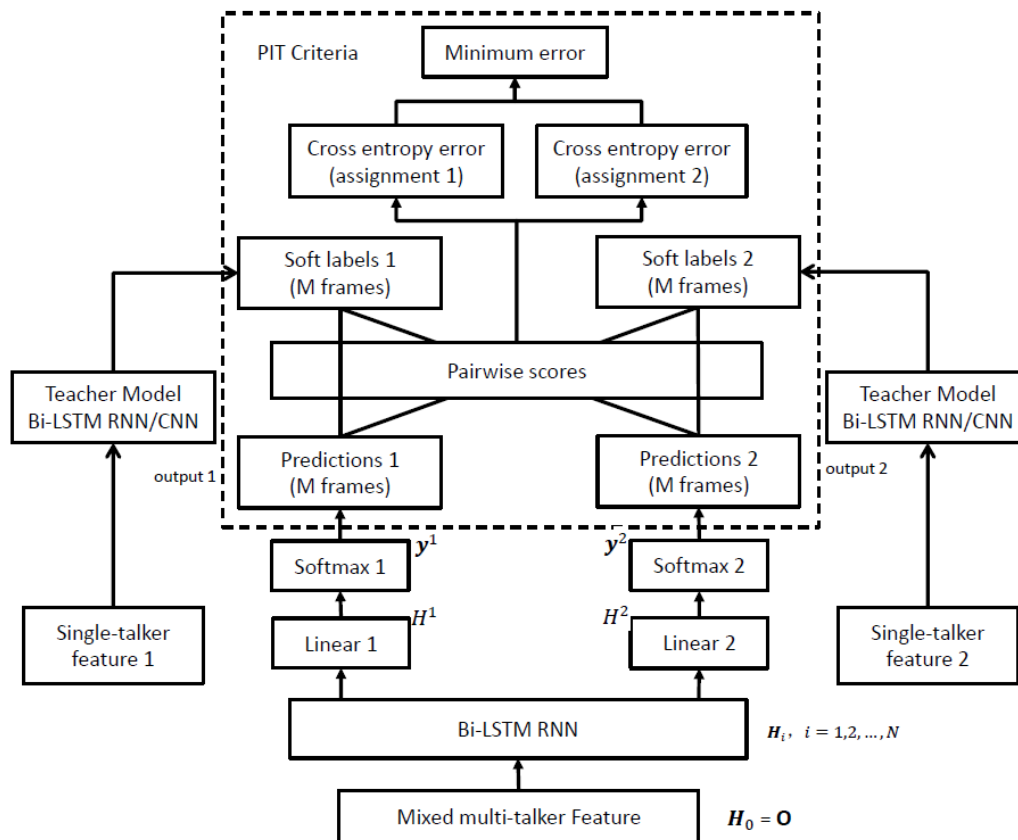 PIT Criteria
Minimum error
Cross entropy error
(assignment 1)
Cross entropy error
(assignment 2)
Soft labels 1
(M frames)
Soft labels 2
(M frames)
Pairwise scores
Teacher Model
Bi-LSTM RNN/CNN
Teacher Model
Bi-LSTM RNN/CNN
output 1
Predictions 1
(M frames)
Predictions 2
(M frames)
output 2
y¹
y²
Softmax 1
Softmax 2
H¹
H²
Single-talker
feature 1
Linear 1
Linear 2
Single-talker
feature 2
Bi-LSTM RNN
H_i, i = 1,2, ..., N
Mixed multi-talker Feature
H₀ = O